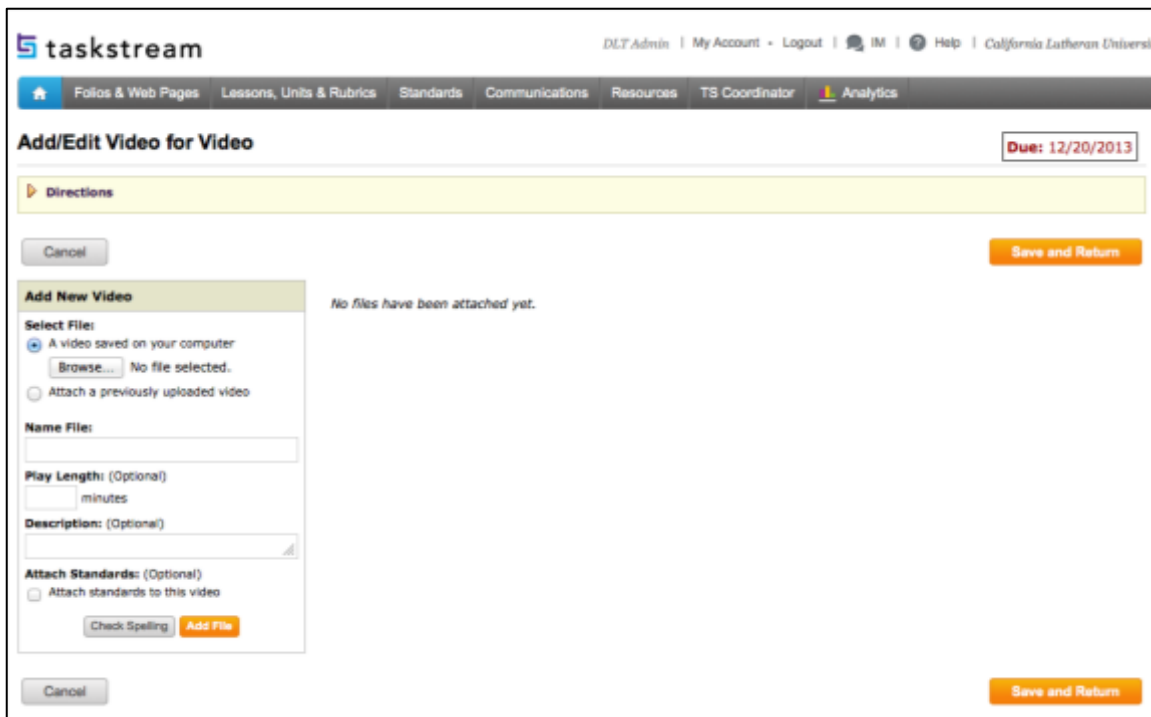 taskstream
DLT Admin | My Account • Logout | IM | Help | California Lutheran Universi
Folios & Web Pages Lessons, Units & Rubrics Standards Communications Resources TS Coordinator Analytics
Add/Edit Video for Video
Due: 12/20/2013
Directions
Cancel Save and Return
Add New Video
No files have been attached yet.
Select File:
A video saved on your computer
Browse... No file selected.
Attach a previously uploaded video
Name File:
Play Length: (Optional)
minutes
Description: (Optional)
Attach Standards: (Optional)
Attach standards to this video
Check Spelling Add File
Cancel Save and Return